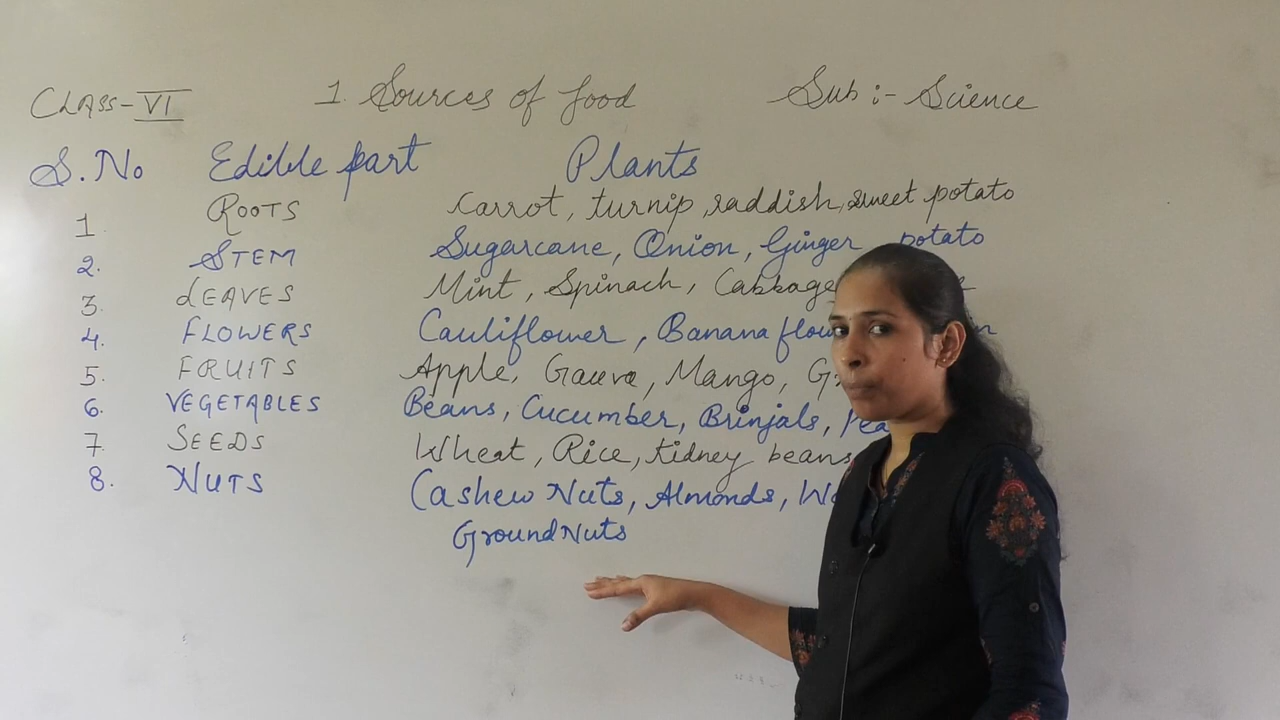 CLASS-VI 1. Sources of food Sub:- Science
S.No Edible part Plants
1. ROOTS Carrot, turnip, raddish, sweet potato
2. STEM Sugarcane, Onion, Ginger, potato
3. LEAVES Mint, Spinach, Cabbage
4. FLOWERS Cauliflower, Banana
5. FRUITS Apple, Gauva, Mango,
6. VEGETABLES Beans, Cucumber, Brinjals,
7. SEEDS Wheat, Rice, kidney beans
8. NUTS Cashew Nuts, Almonds,
GroundNuts